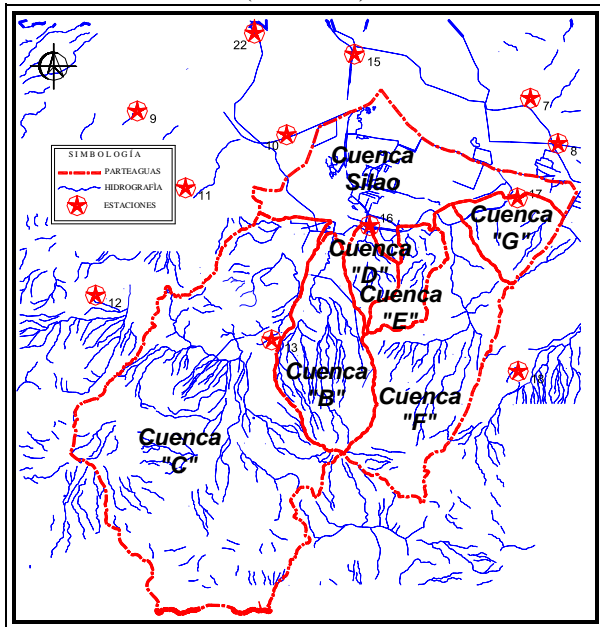 22
15
7
9
10
8
SIMBOLOGÍA
PARTEAGUAS
HIDROGRAFÍA
ESTACIONES
Cuenca
Silao
11
17
Cuenca
"G"
16
Cuenca
"D"
Cuenca
"E"
12
13
Cuenca
"B"
18
Cuenca
"F"
Cuenca
"C"